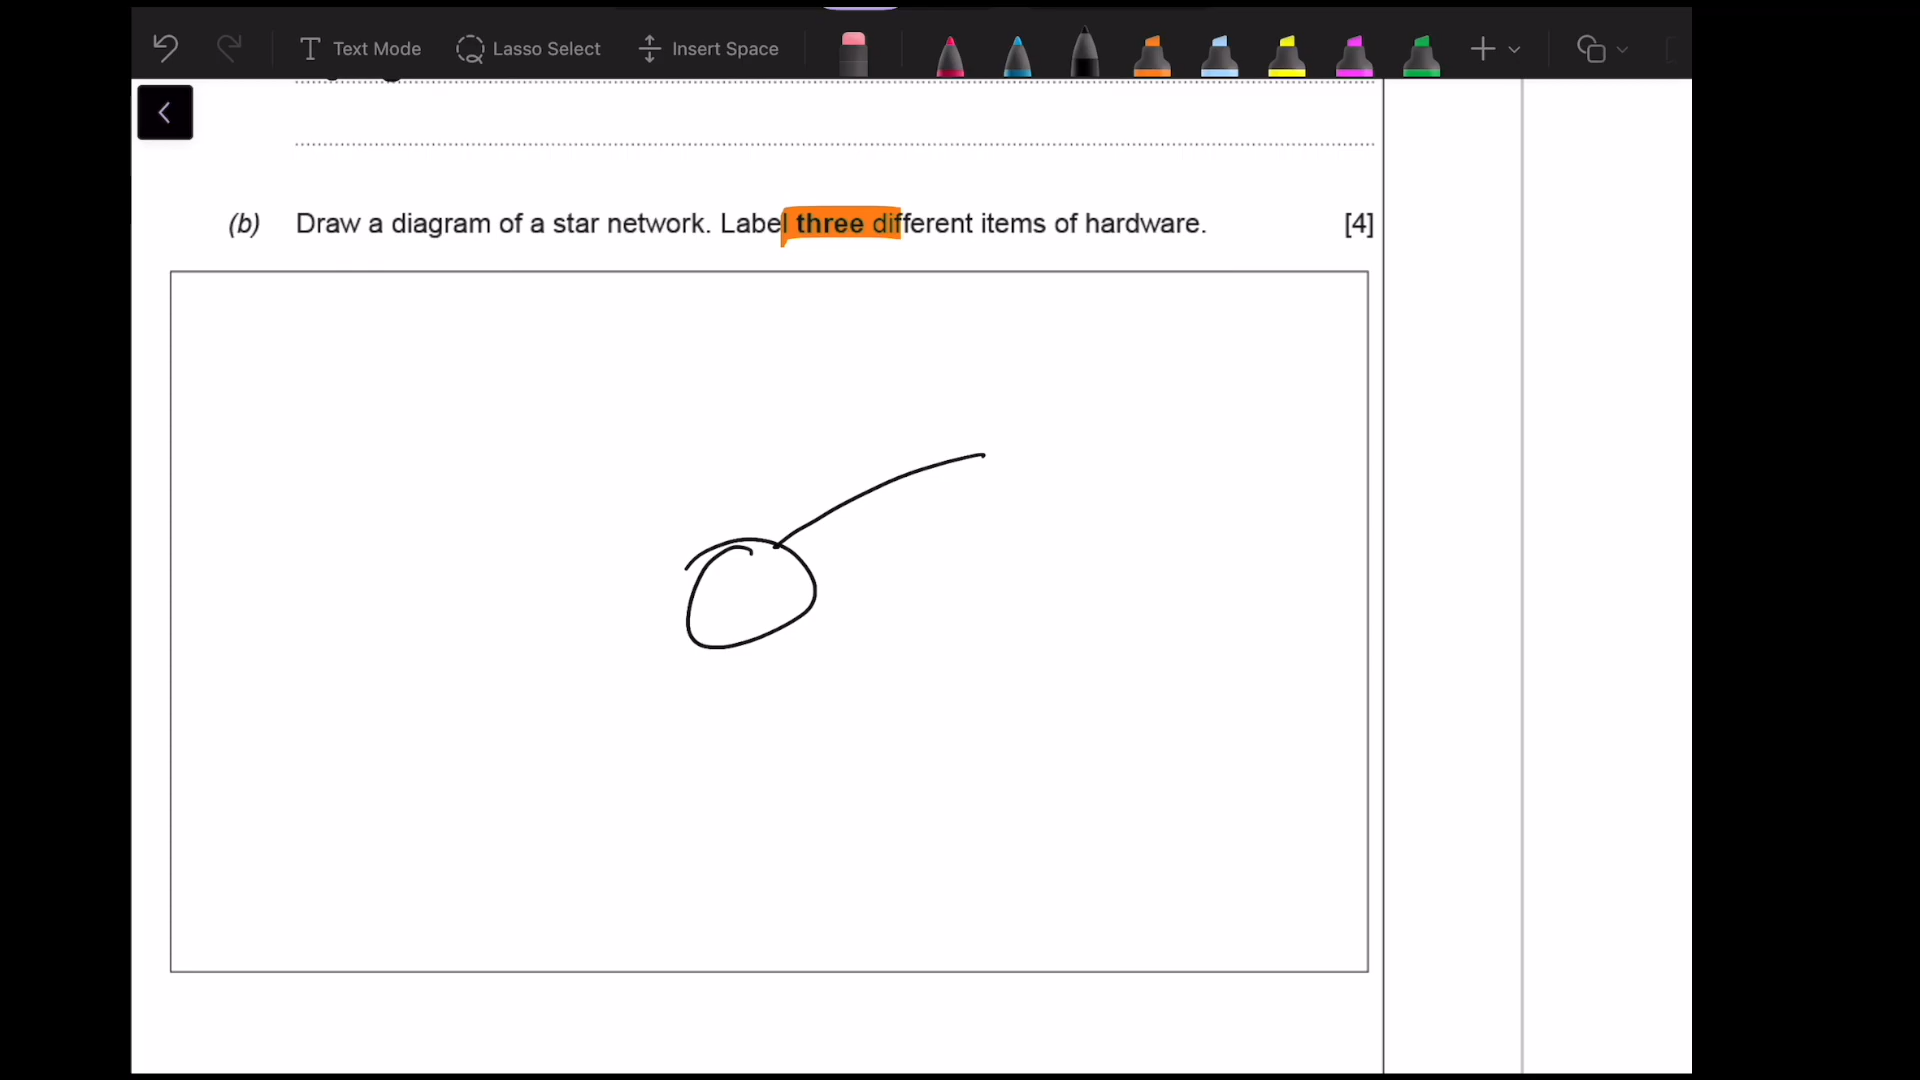 Text Mode Lasso Select Insert Space
(b) Draw a diagram of a star network. Label three different items of hardware. [4]